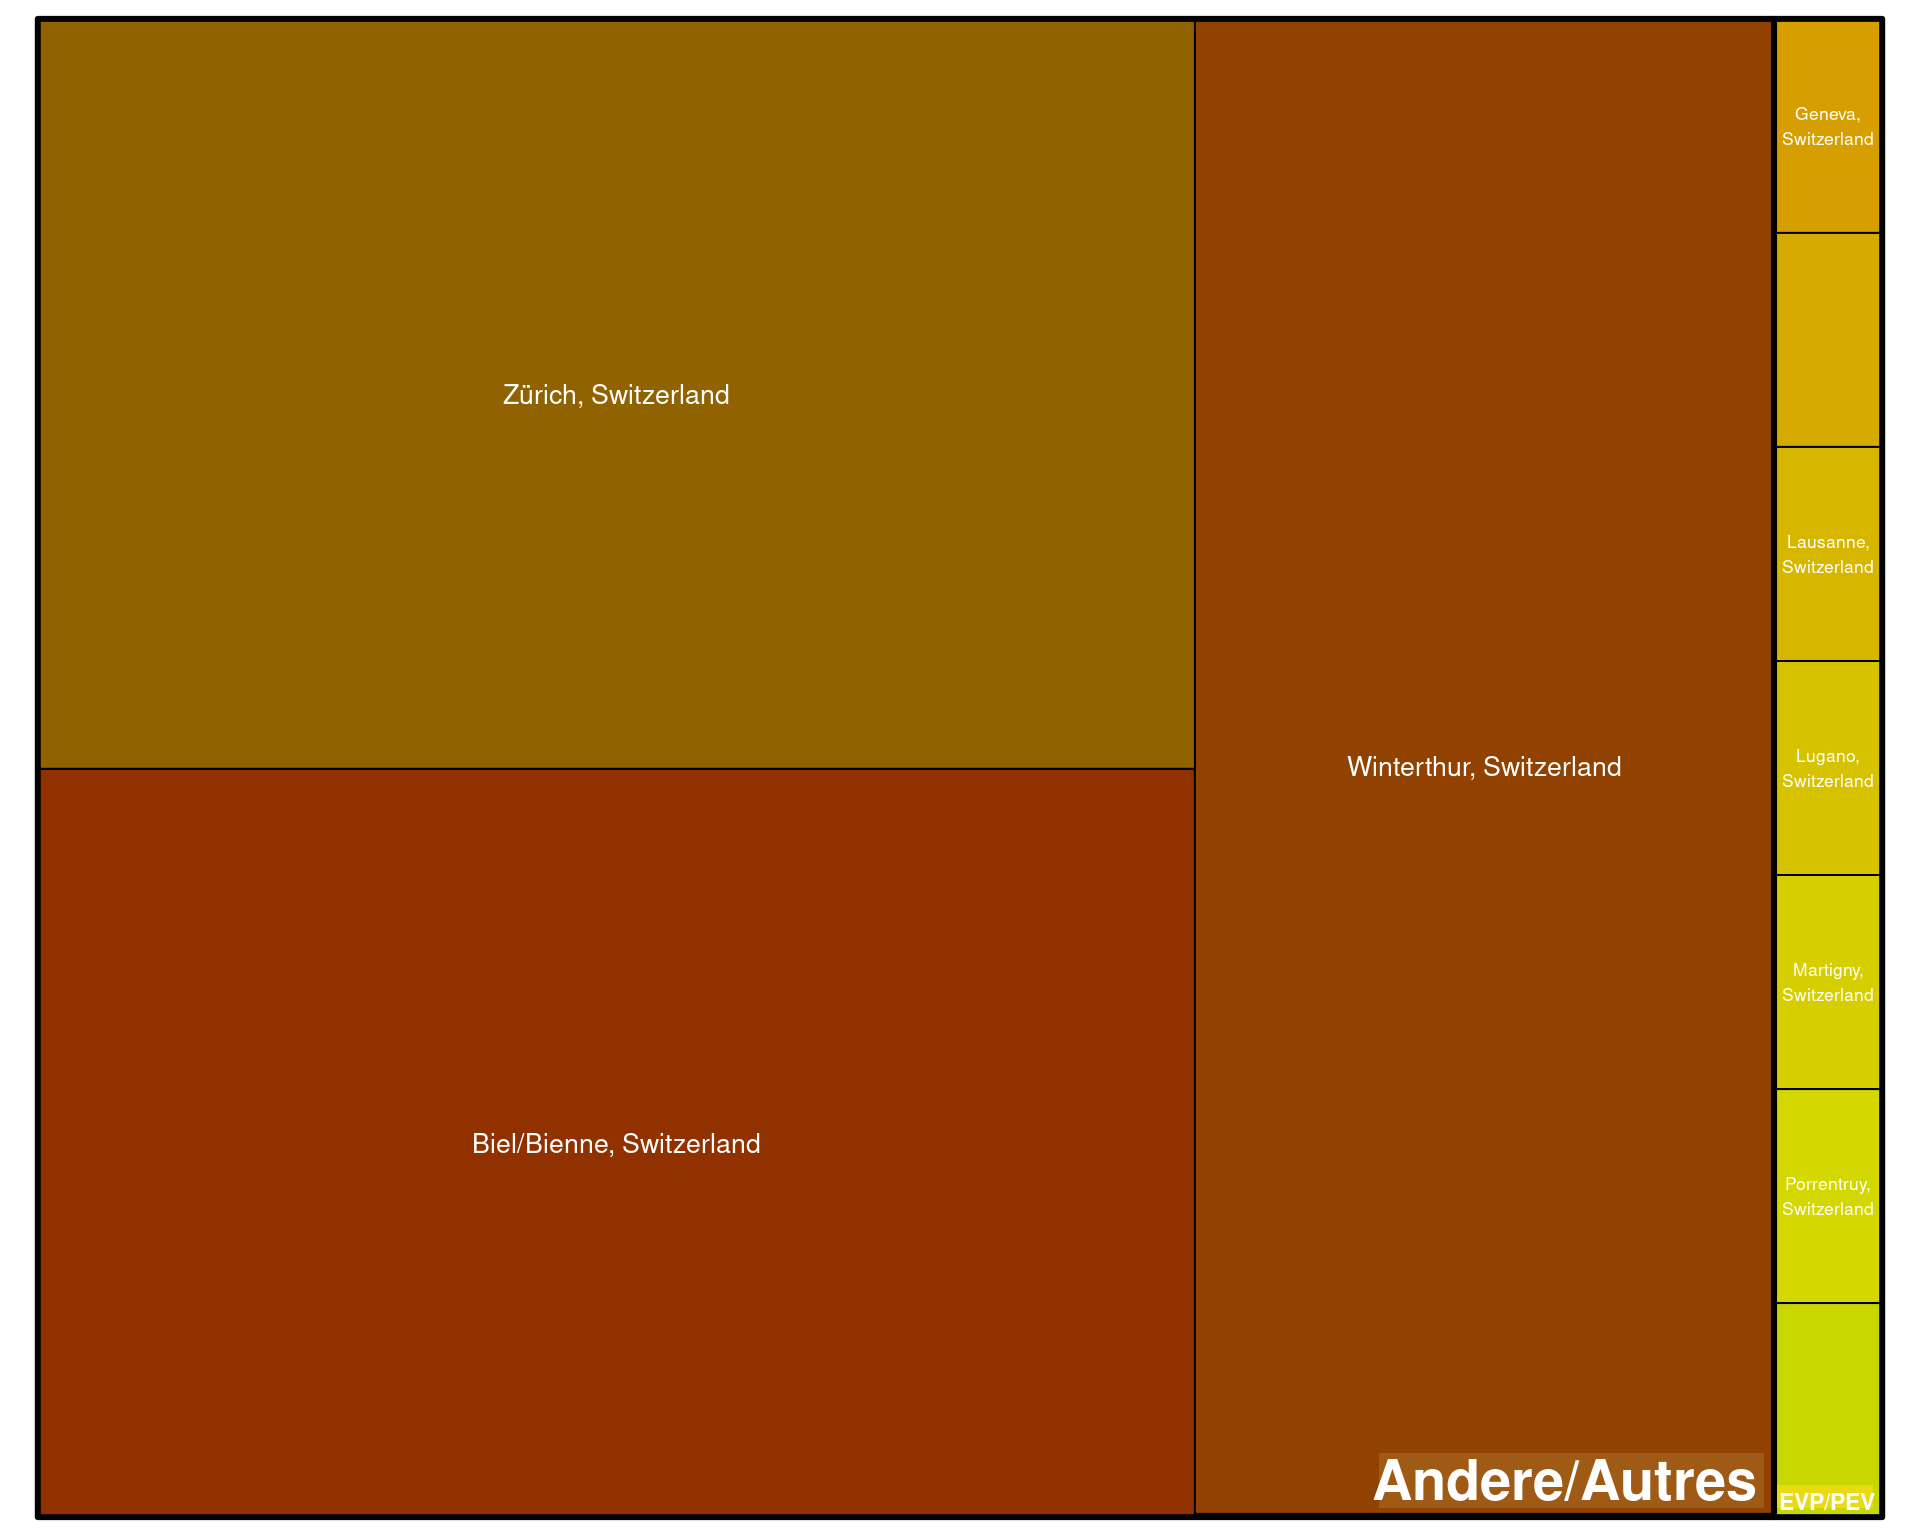 Zürich, Switzerland
Biel/Bienne, Switzerland
Winterthur, Switzerland
Andere/Autres
Geneva,
Switzerland
Lausanne,
Switzerland
Lugano,
Switzerland
Martigny,
Switzerland
Porrentruy,
Switzerland
EVP/PEV